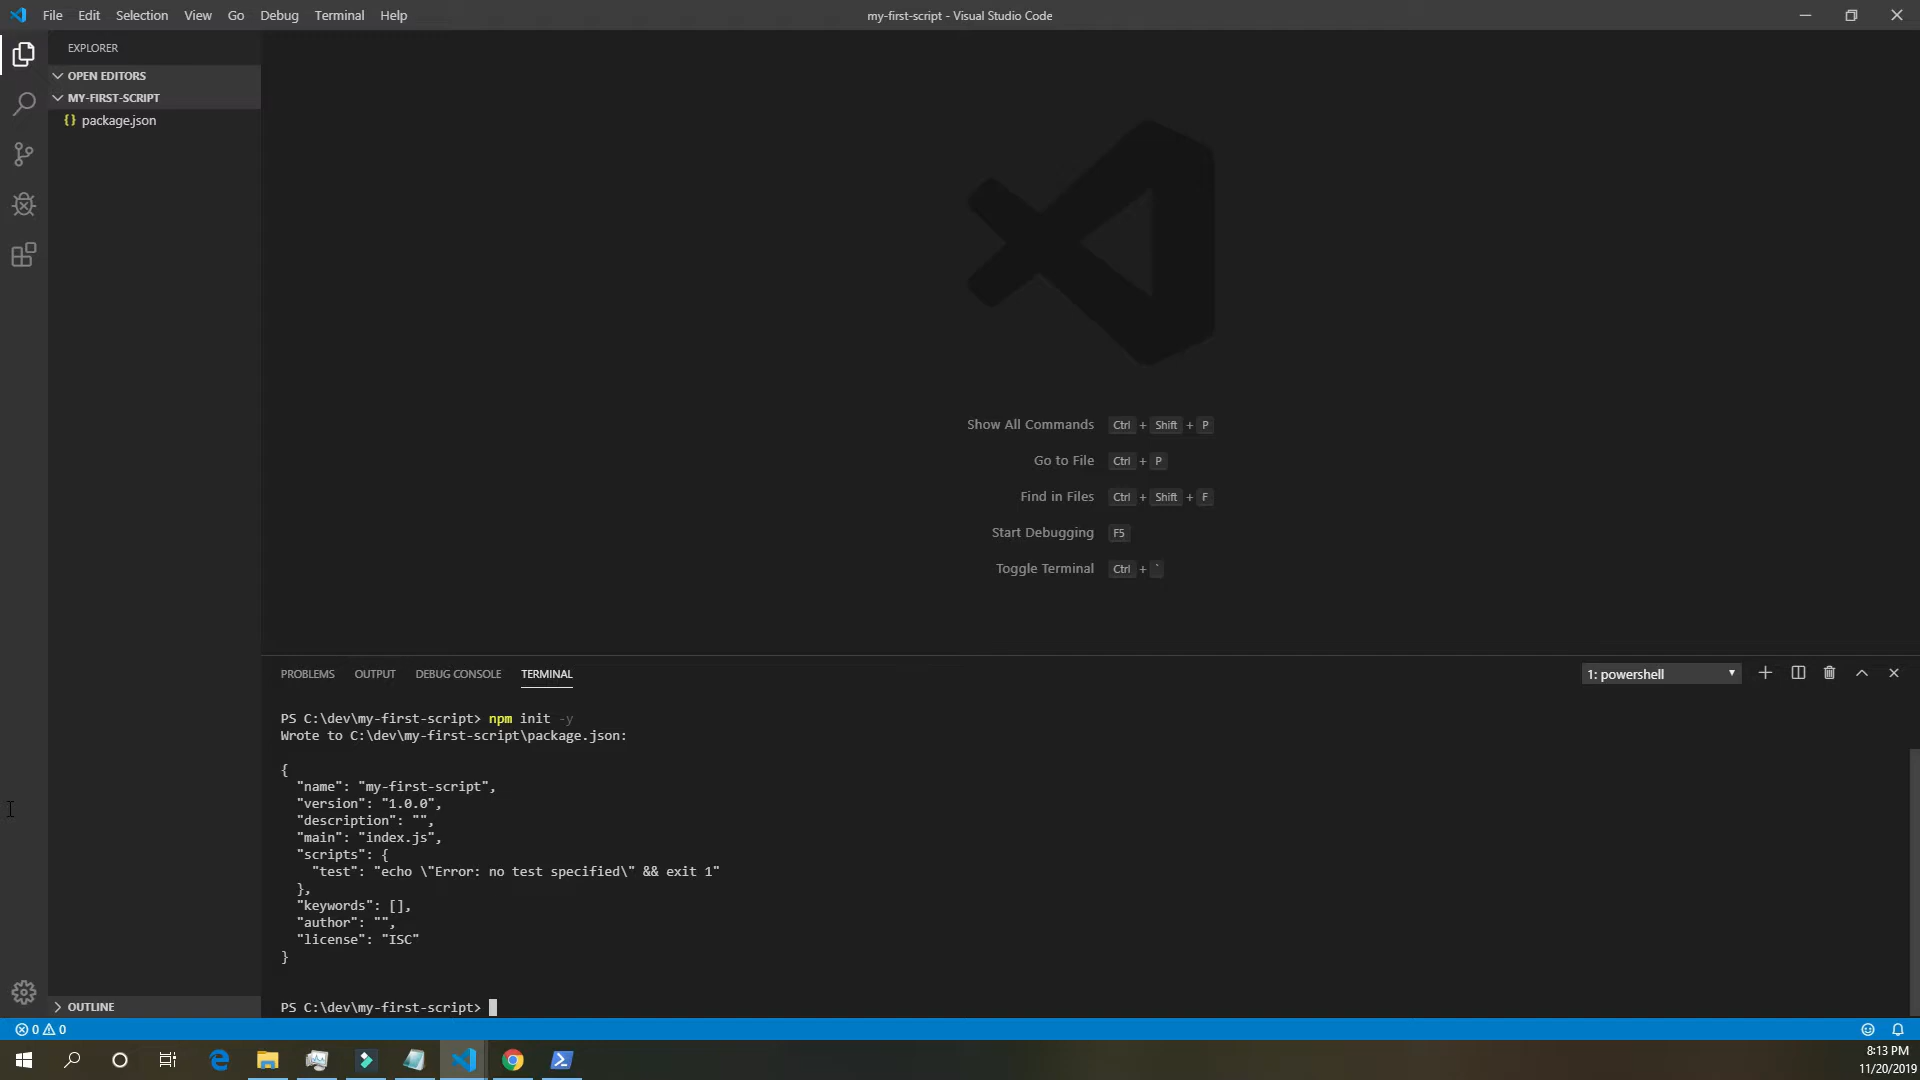 File Edit Selection View Go Debug Terminal Help
my-first-script - Visual Studio Code
EXPLORER
OPEN EDITORS
MY-FIRST-SCRIPT
{} package.json
Show All Commands Ctrl + Shift + P
Go to File Ctrl + P
Find in Files Ctrl + Shift + F
Start Debugging F5
Toggle Terminal Ctrl + `
PROBLEMS OUTPUT DEBUG CONSOLE TERMINAL
1: powershell
PS C:\dev\my-first-script> npm init -y
Wrote to C:\dev\my-first-script\package.json:
{
"name": "my-first-script",
"version": "1.0.0",
"description": "",
"main": "index.js",
"scripts": {
"test": "echo \"Error: no test specified\" && exit 1"
},
"keywords": [],
"author": "",
"license": "ISC"
}
PS C:\dev\my-first-script>
OUTLINE
0 0
8:13 PM
11/20/2019